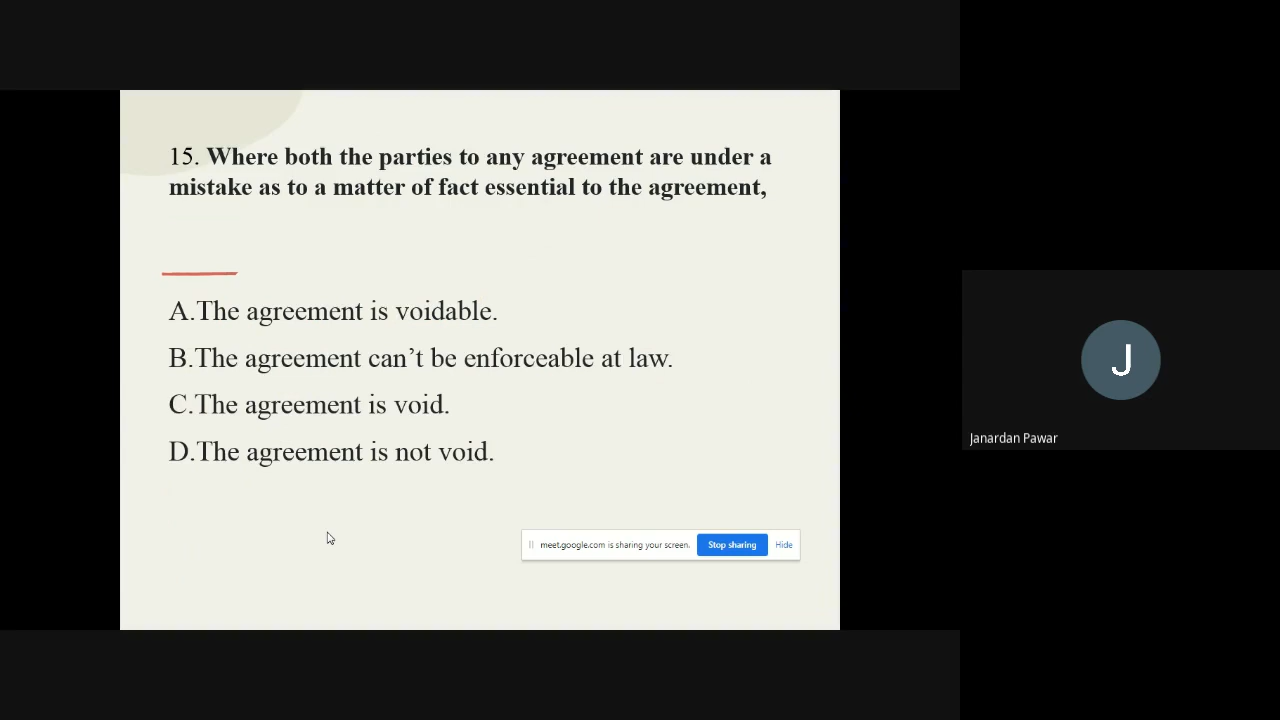 15. Where both the parties to any agreement are under a
mistake as to a matter of fact essential to the agreement,
A.The agreement is voidable.
B.The agreement can’t be enforceable at law.
C.The agreement is void.
D.The agreement is not void.
meet.google.com is sharing your screen. Stop sharing Hide
J
Janardan Pawar